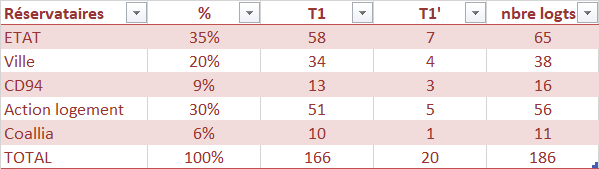 Réservataires % T1 T1' nbre logts
ETAT 35% 58 7 65
Ville 20% 34 4 38
CD94 9% 13 3 16
Action logement 30% 51 5 56
Coallia 6% 10 1 11
TOTAL 100% 166 20 186